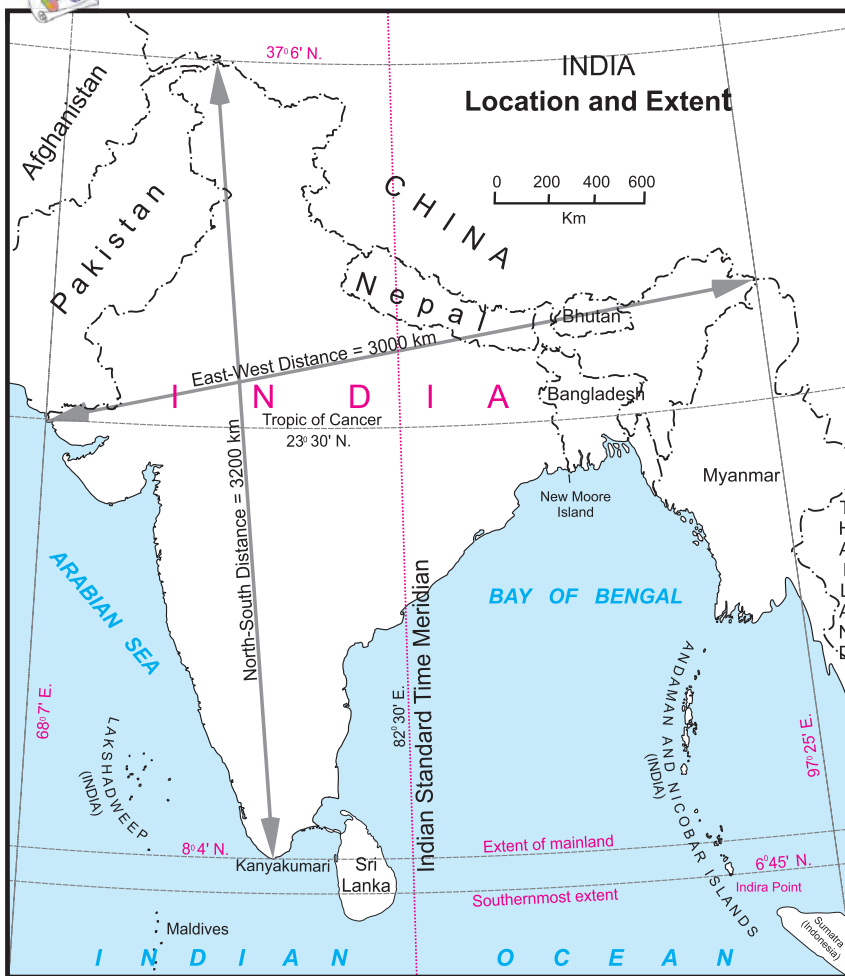 37° 6' N.
INDIA
Location and Extent
Afghanistan
0 200 400 600
Km
CHINA
Pakistan
Nepal
Bhutan
East-West Distance = 3000 km
INDIA
Bangladesh
Tropic of Cancer
23° 30' N.
North-South Distance = 3200 km
Myanmar
New Moore
Island
THAILAND
ARABIAN SEA
BAY OF BENGAL
Indian Standard Time Meridian
82° 30' E.
68° 7' E.
97° 25' E.
LAKSHADWEEP
(INDIA)
ANDAMAN AND NICOBAR ISLANDS
(INDIA)
8° 4' N.
Extent of mainland
Kanyakumari
Sri
Lanka
6° 45' N.
Indira Point
Southernmost extent
Maldives
Sumatra
(Indonesia)
INDIAN OCEAN